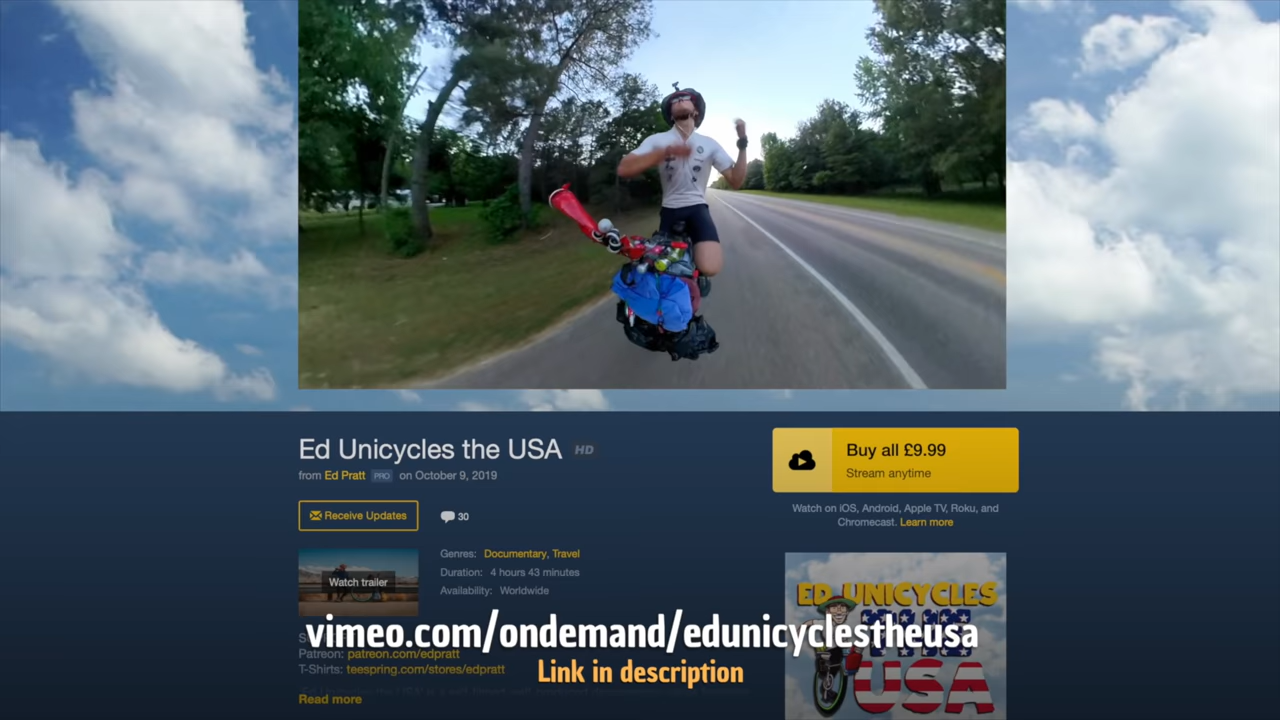 Ed Unicycles the USA HD
from Ed Pratt PRO on October 9, 2019
Receive Updates
30
Watch trailer
Genres: Documentary, Travel
Duration: 4 hours 43 minutes
Availability: Worldwide
Patreon: patreon.com/edpratt
T-Shirts: teespring.com/stores/edpratt
Read more
Buy all £9.99
Stream anytime
Watch on iOS, Android, Apple TV, Roku, and
Chromecast. Learn more
ED UNICYCLES
THE
USA
vimeo.com/ondemand/edunicyclestheusa
Link in description